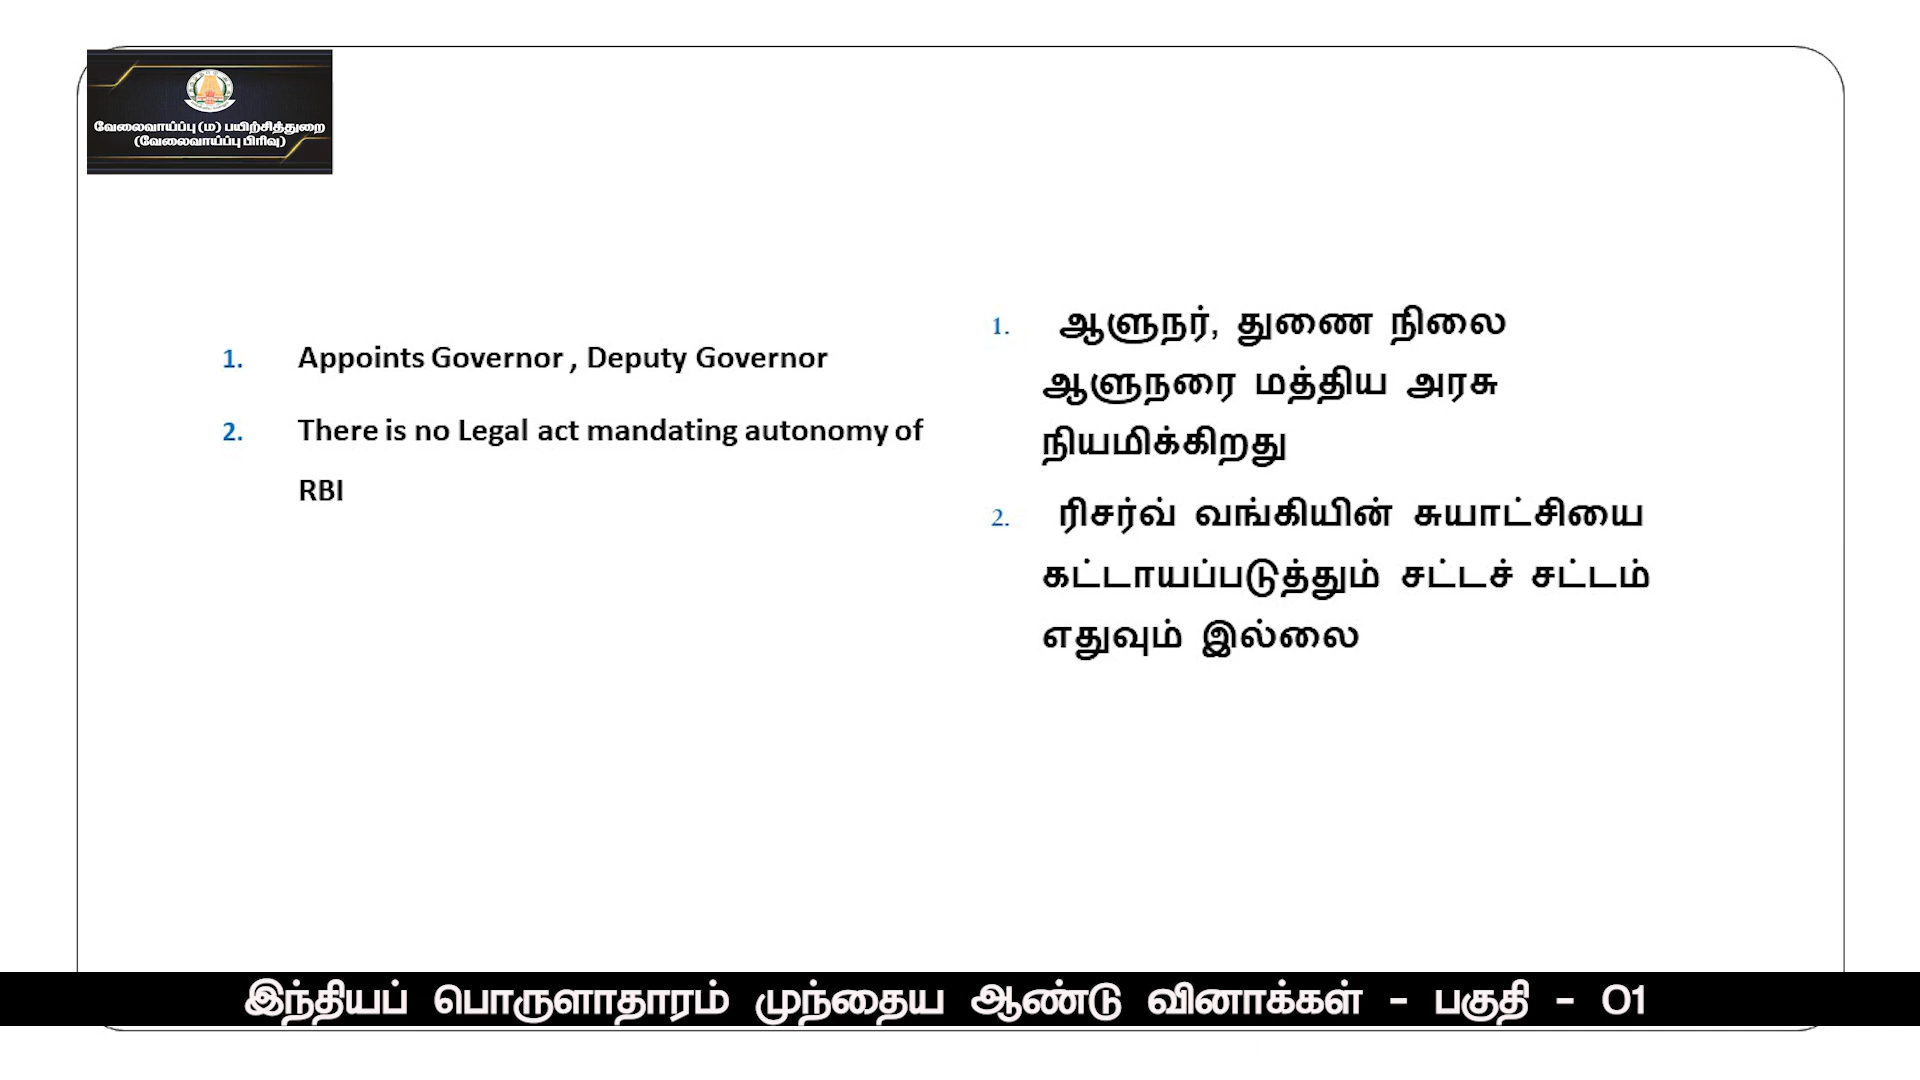 வேலைவாய்ப்பு (ம) பயிற்சித்துறை
(வேலைவாய்ப்பு பிரிவு)
1. Appoints Governor , Deputy Governor
2. There is no Legal act mandating autonomy of
RBI
1. ஆளுநர், துணை நிலை
ஆளுநரை மத்திய அரசு
நியமிக்கிறது
2. ரிசர்வ் வங்கியின் சுயாட்சியை
கட்டாயப்படுத்தும் சட்டச் சட்டம்
எதுவும் இல்லை
இந்தியப் பொருளாதாரம் முந்தைய ஆண்டு வினாக்கள் - பகுதி - 01